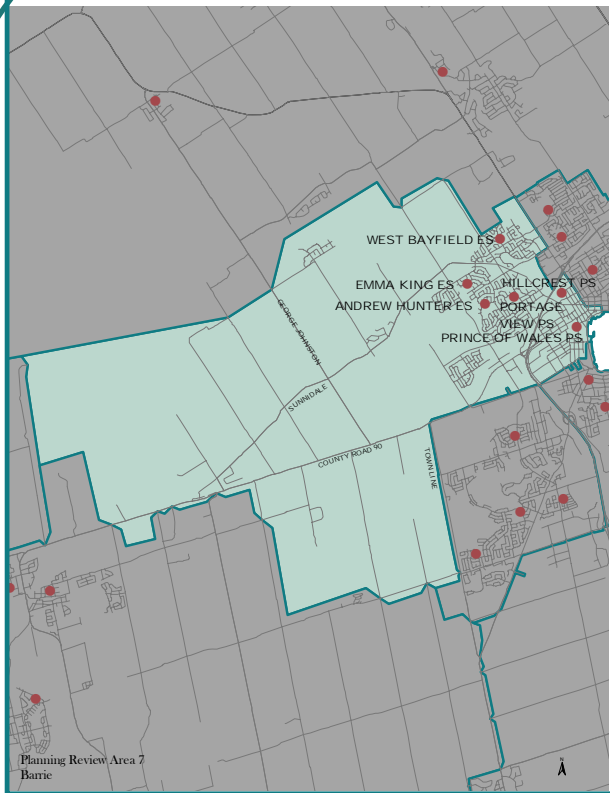 WEST BAYFIELD ES
EMMA KING ES
HILLCREST PS
ANDREW HUNTER ES
PORTAGE
VIEW PS
PRINCE OF WALES PS
GEORGE JOHNSTON
SUNNIDALE
COUNTY ROAD 90
TOWN LINE
Planning Review Area 7
Barrie
N